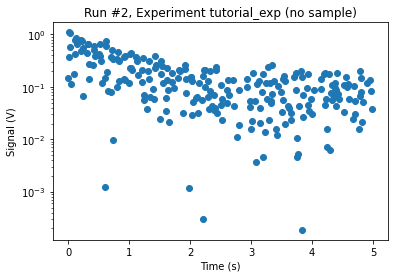 Run #2, Experiment tutorial_exp (no sample)
10⁰
10⁻¹
10⁻²
10⁻³
Signal (V)
0 1 2 3 4 5
Time (s)